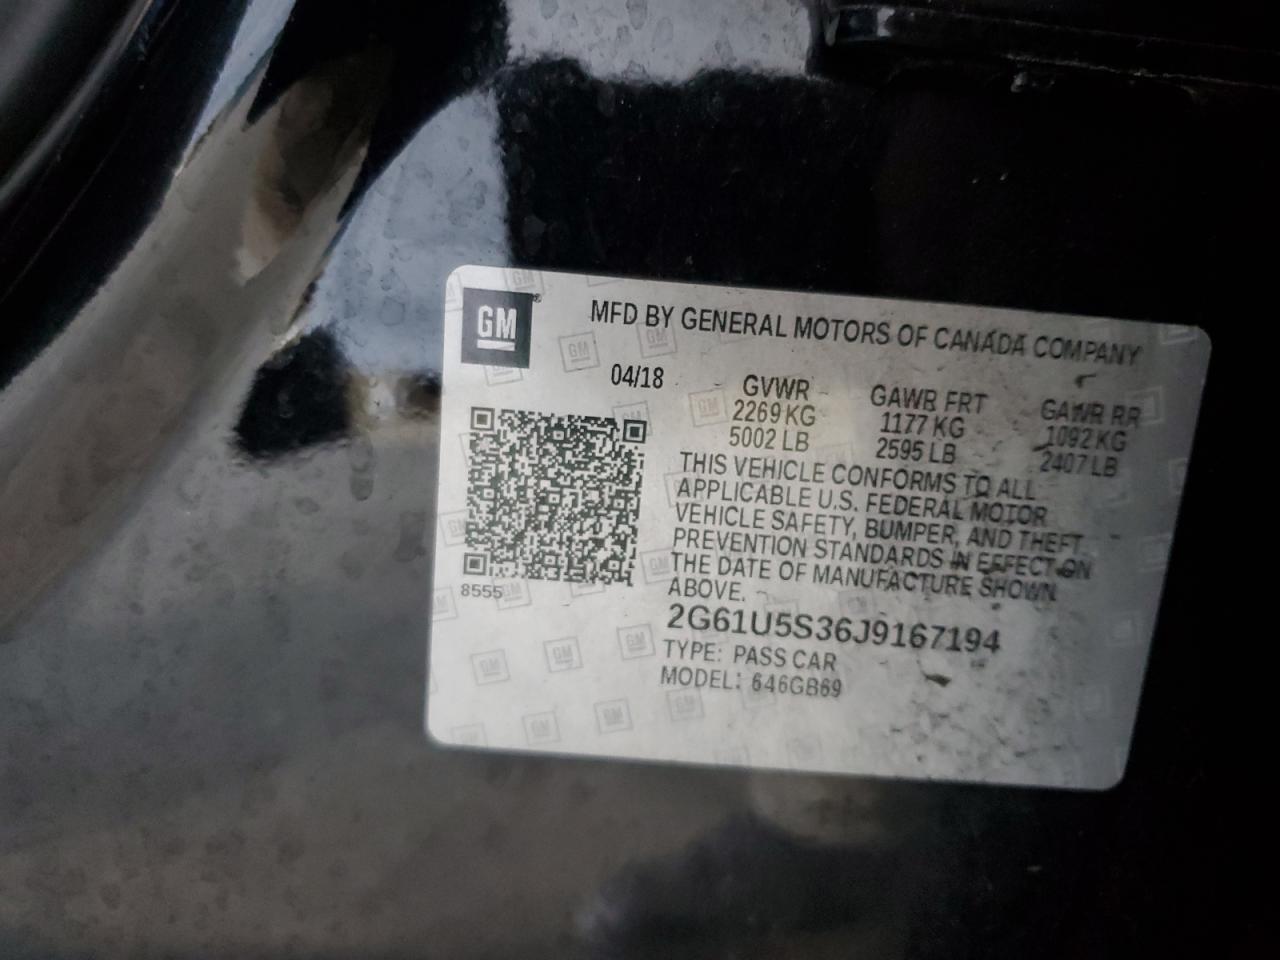 GM
MFD BY GENERAL MOTORS OF CANADA COMPANY
04/18
GVWR GAWR FRT GAWR RR
2269 KG 1177 KG 1092 KG
5002 LB 2595 LB 2407 LB
THIS VEHICLE CONFORMS TO ALL
APPLICABLE U.S. FEDERAL MOTOR
VEHICLE SAFETY, BUMPER, AND THEFT
PREVENTION STANDARDS IN EFFECT ON
THE DATE OF MANUFACTURE SHOWN
ABOVE.
8555
2G61U5S36J9167194
TYPE: PASS CAR
MODEL: 646GB69